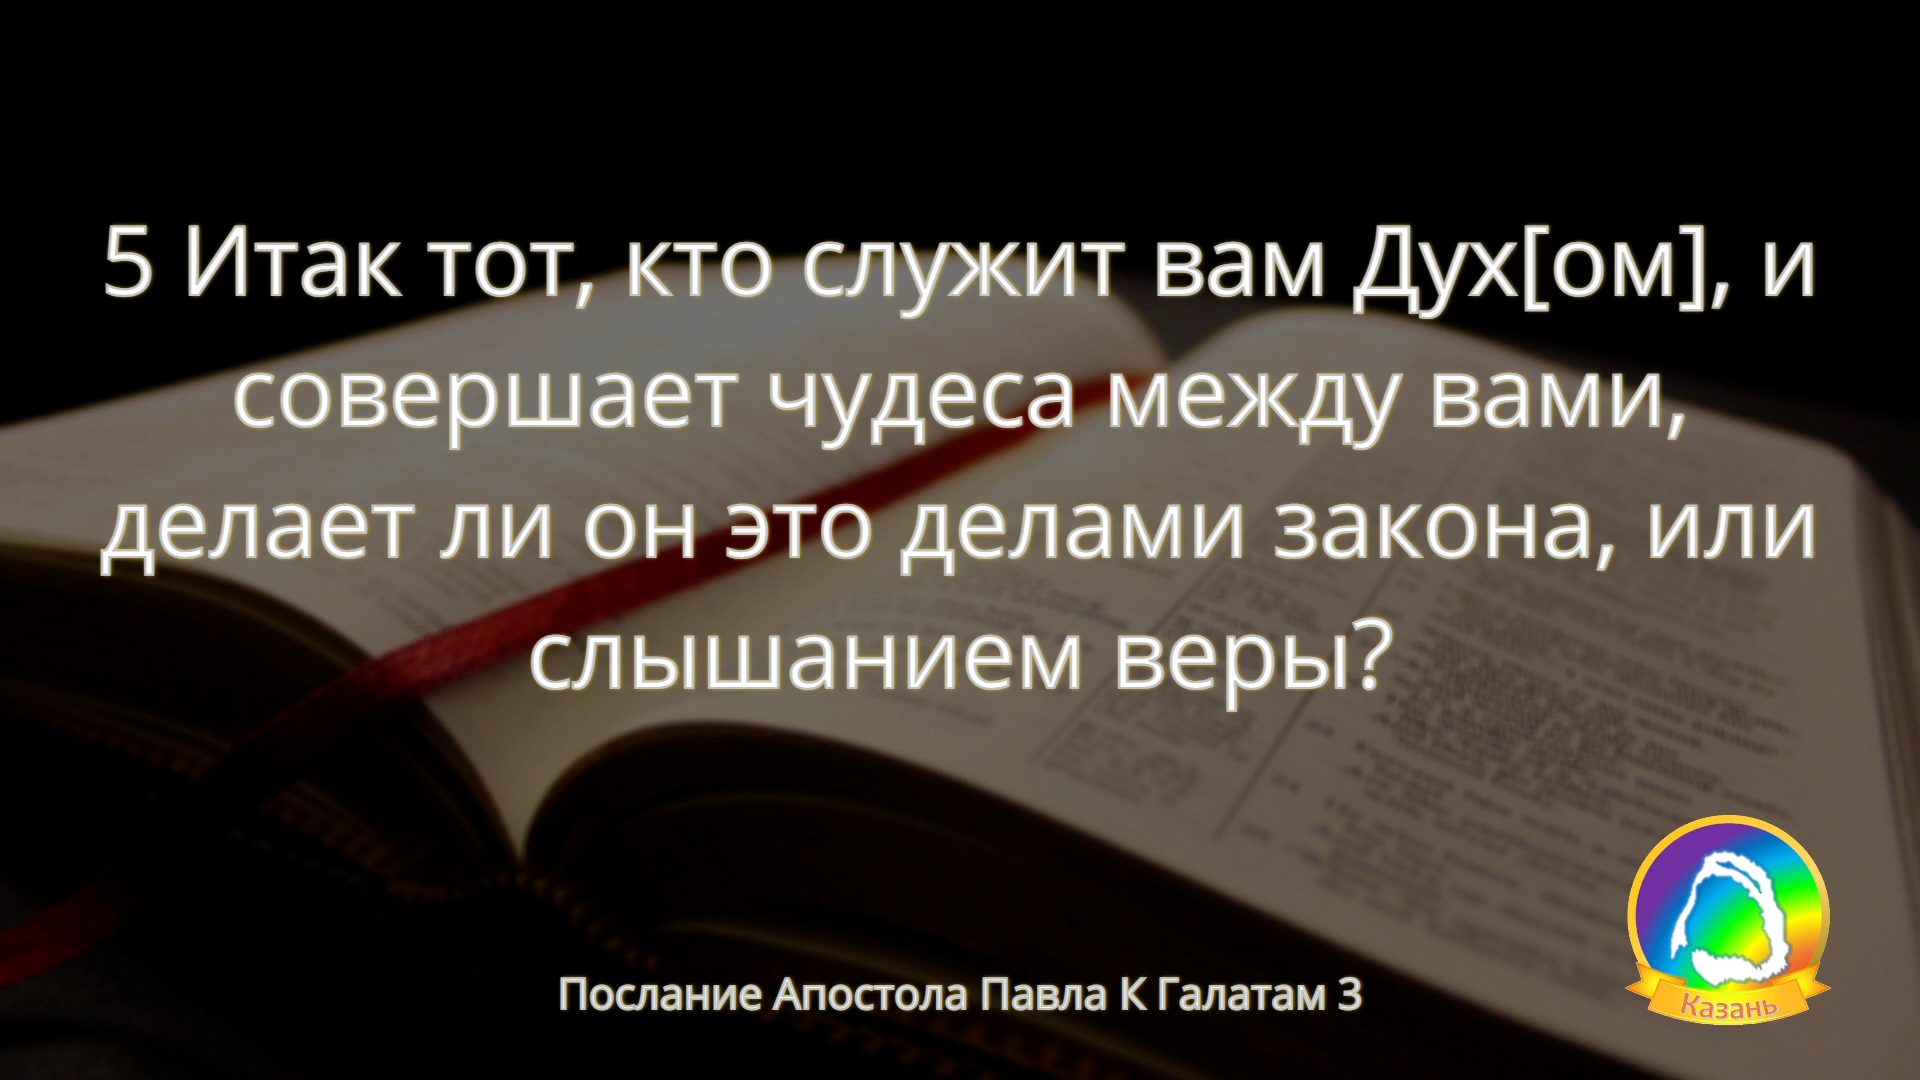 5 Итак тот, кто служит вам Дух[ом], и
совершает чудеса между вами,
делает ли он это делами закона, или
слышанием веры?
Послание Апостола Павла К Галатам 3
Казань